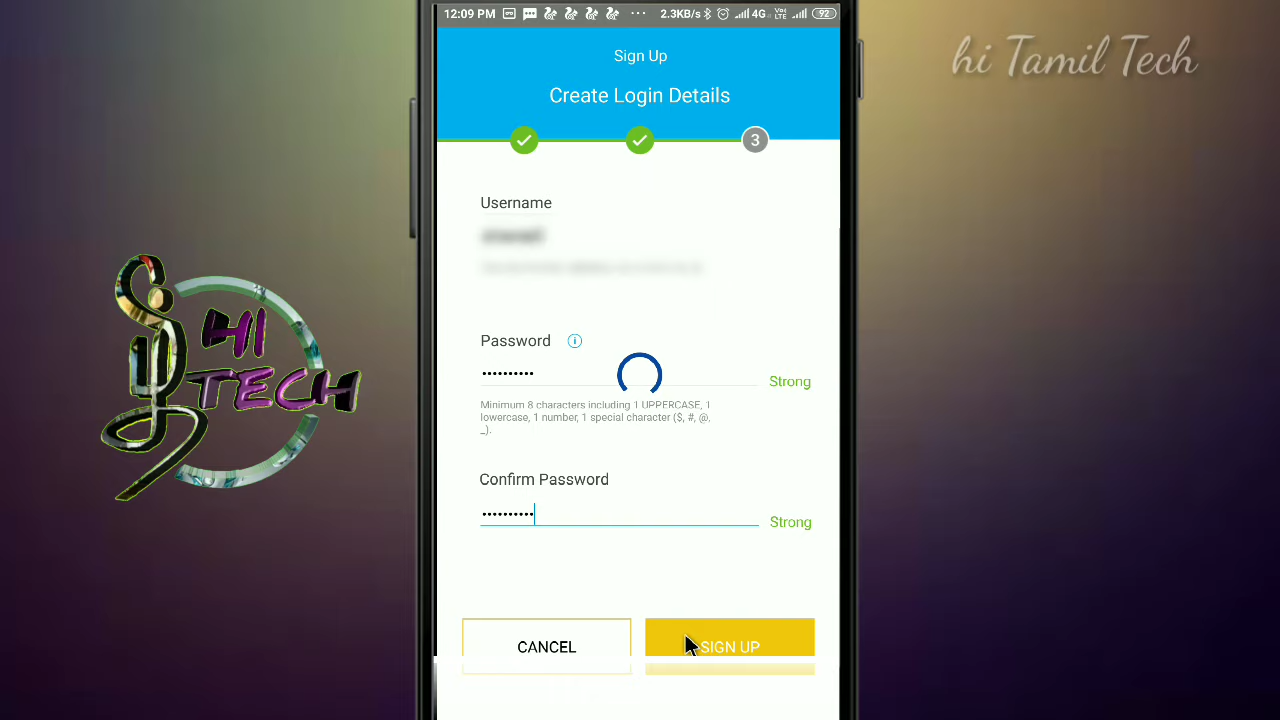 12:09 PM 2.3KB/s 4G Vo LTE 92
hi Tamil Tech
Sign Up
Create Login Details
3
Username
Password
Strong
Minimum 8 characters including 1 UPPERCASE, 1
lowercase, 1 number, 1 special character ($, #, @,
_).
Confirm Password
Strong
CANCEL
SIGN UP
HI
TECH